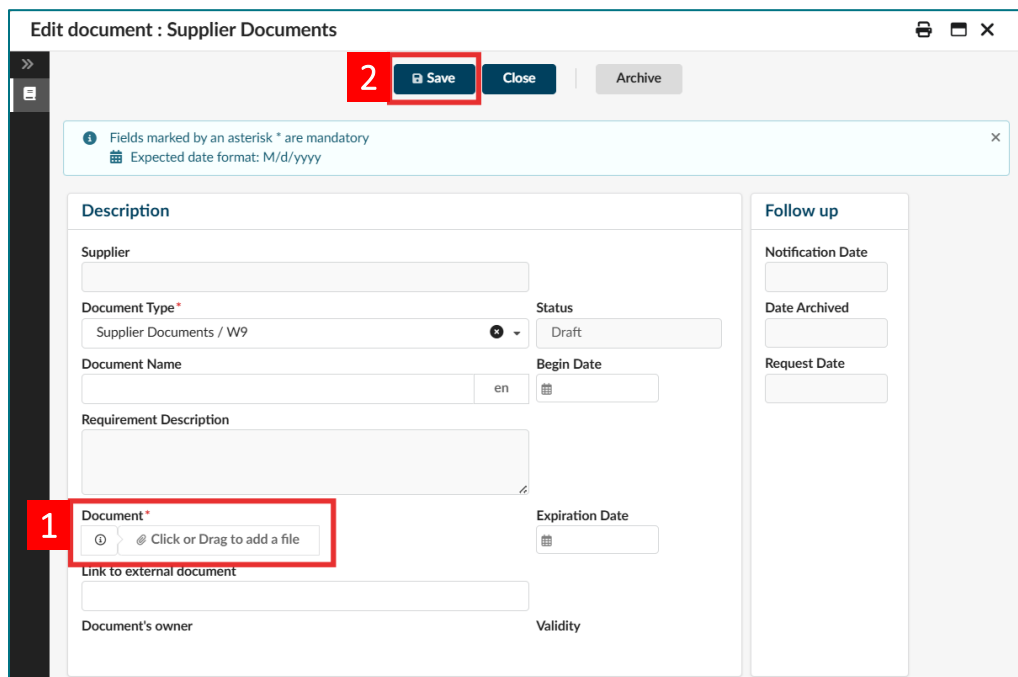 Edit document : Supplier Documents
2
Save Close Archive
Fields marked by an asterisk * are mandatory
Expected date format: M/d/yyyy
Description
Supplier
Document Type*
Status
Supplier Documents / W9
Draft
Document Name
Begin Date
en
Requirement Description
1
Document*
Expiration Date
Click or Drag to add a file
Link to external document
Document's owner
Validity
Follow up
Notification Date
Date Archived
Request Date